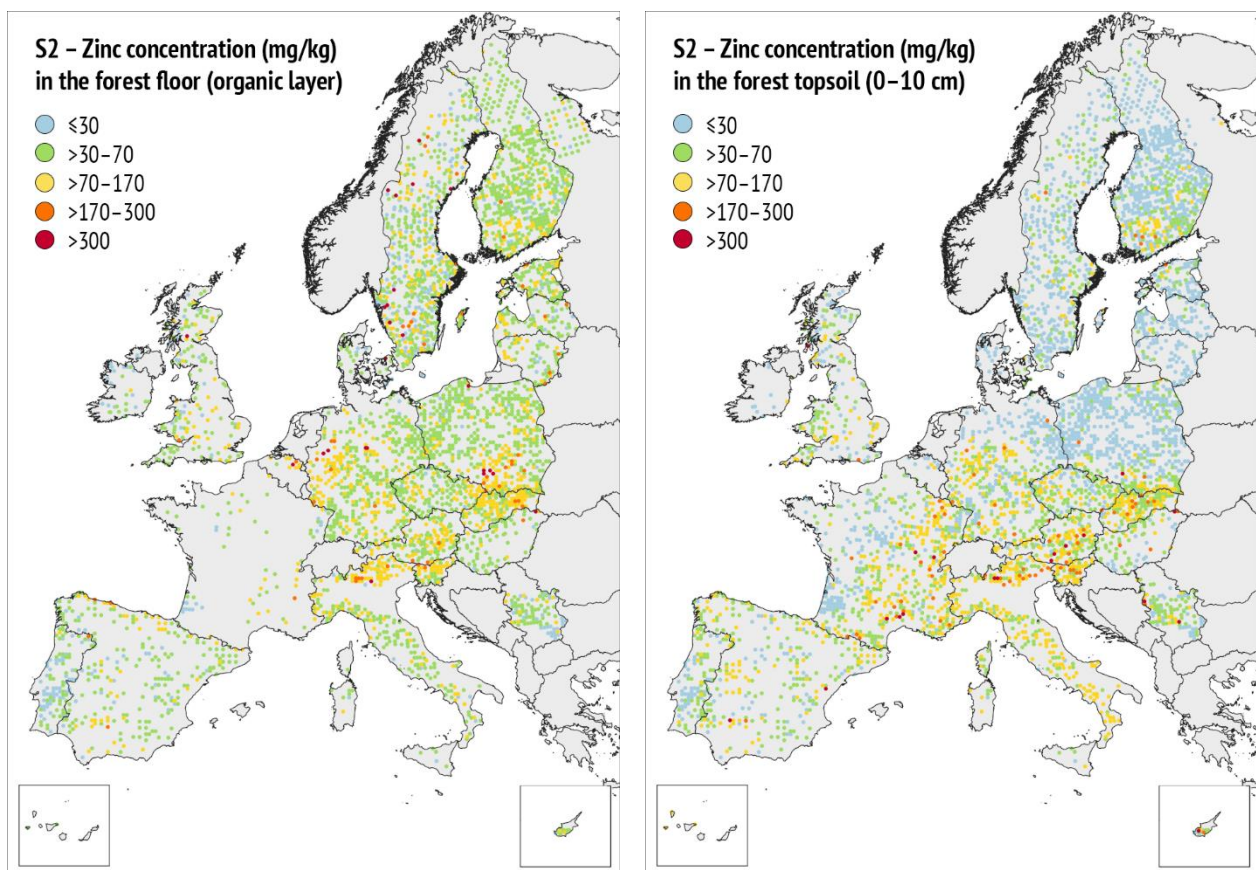 S2 – Zinc concentration (mg/kg)
in the forest floor (organic layer)
≤30
>30–70
>70–170
>170–300
>300
S2 – Zinc concentration (mg/kg)
in the forest topsoil (0–10 cm)
≤30
>30–70
>70–170
>170–300
>300